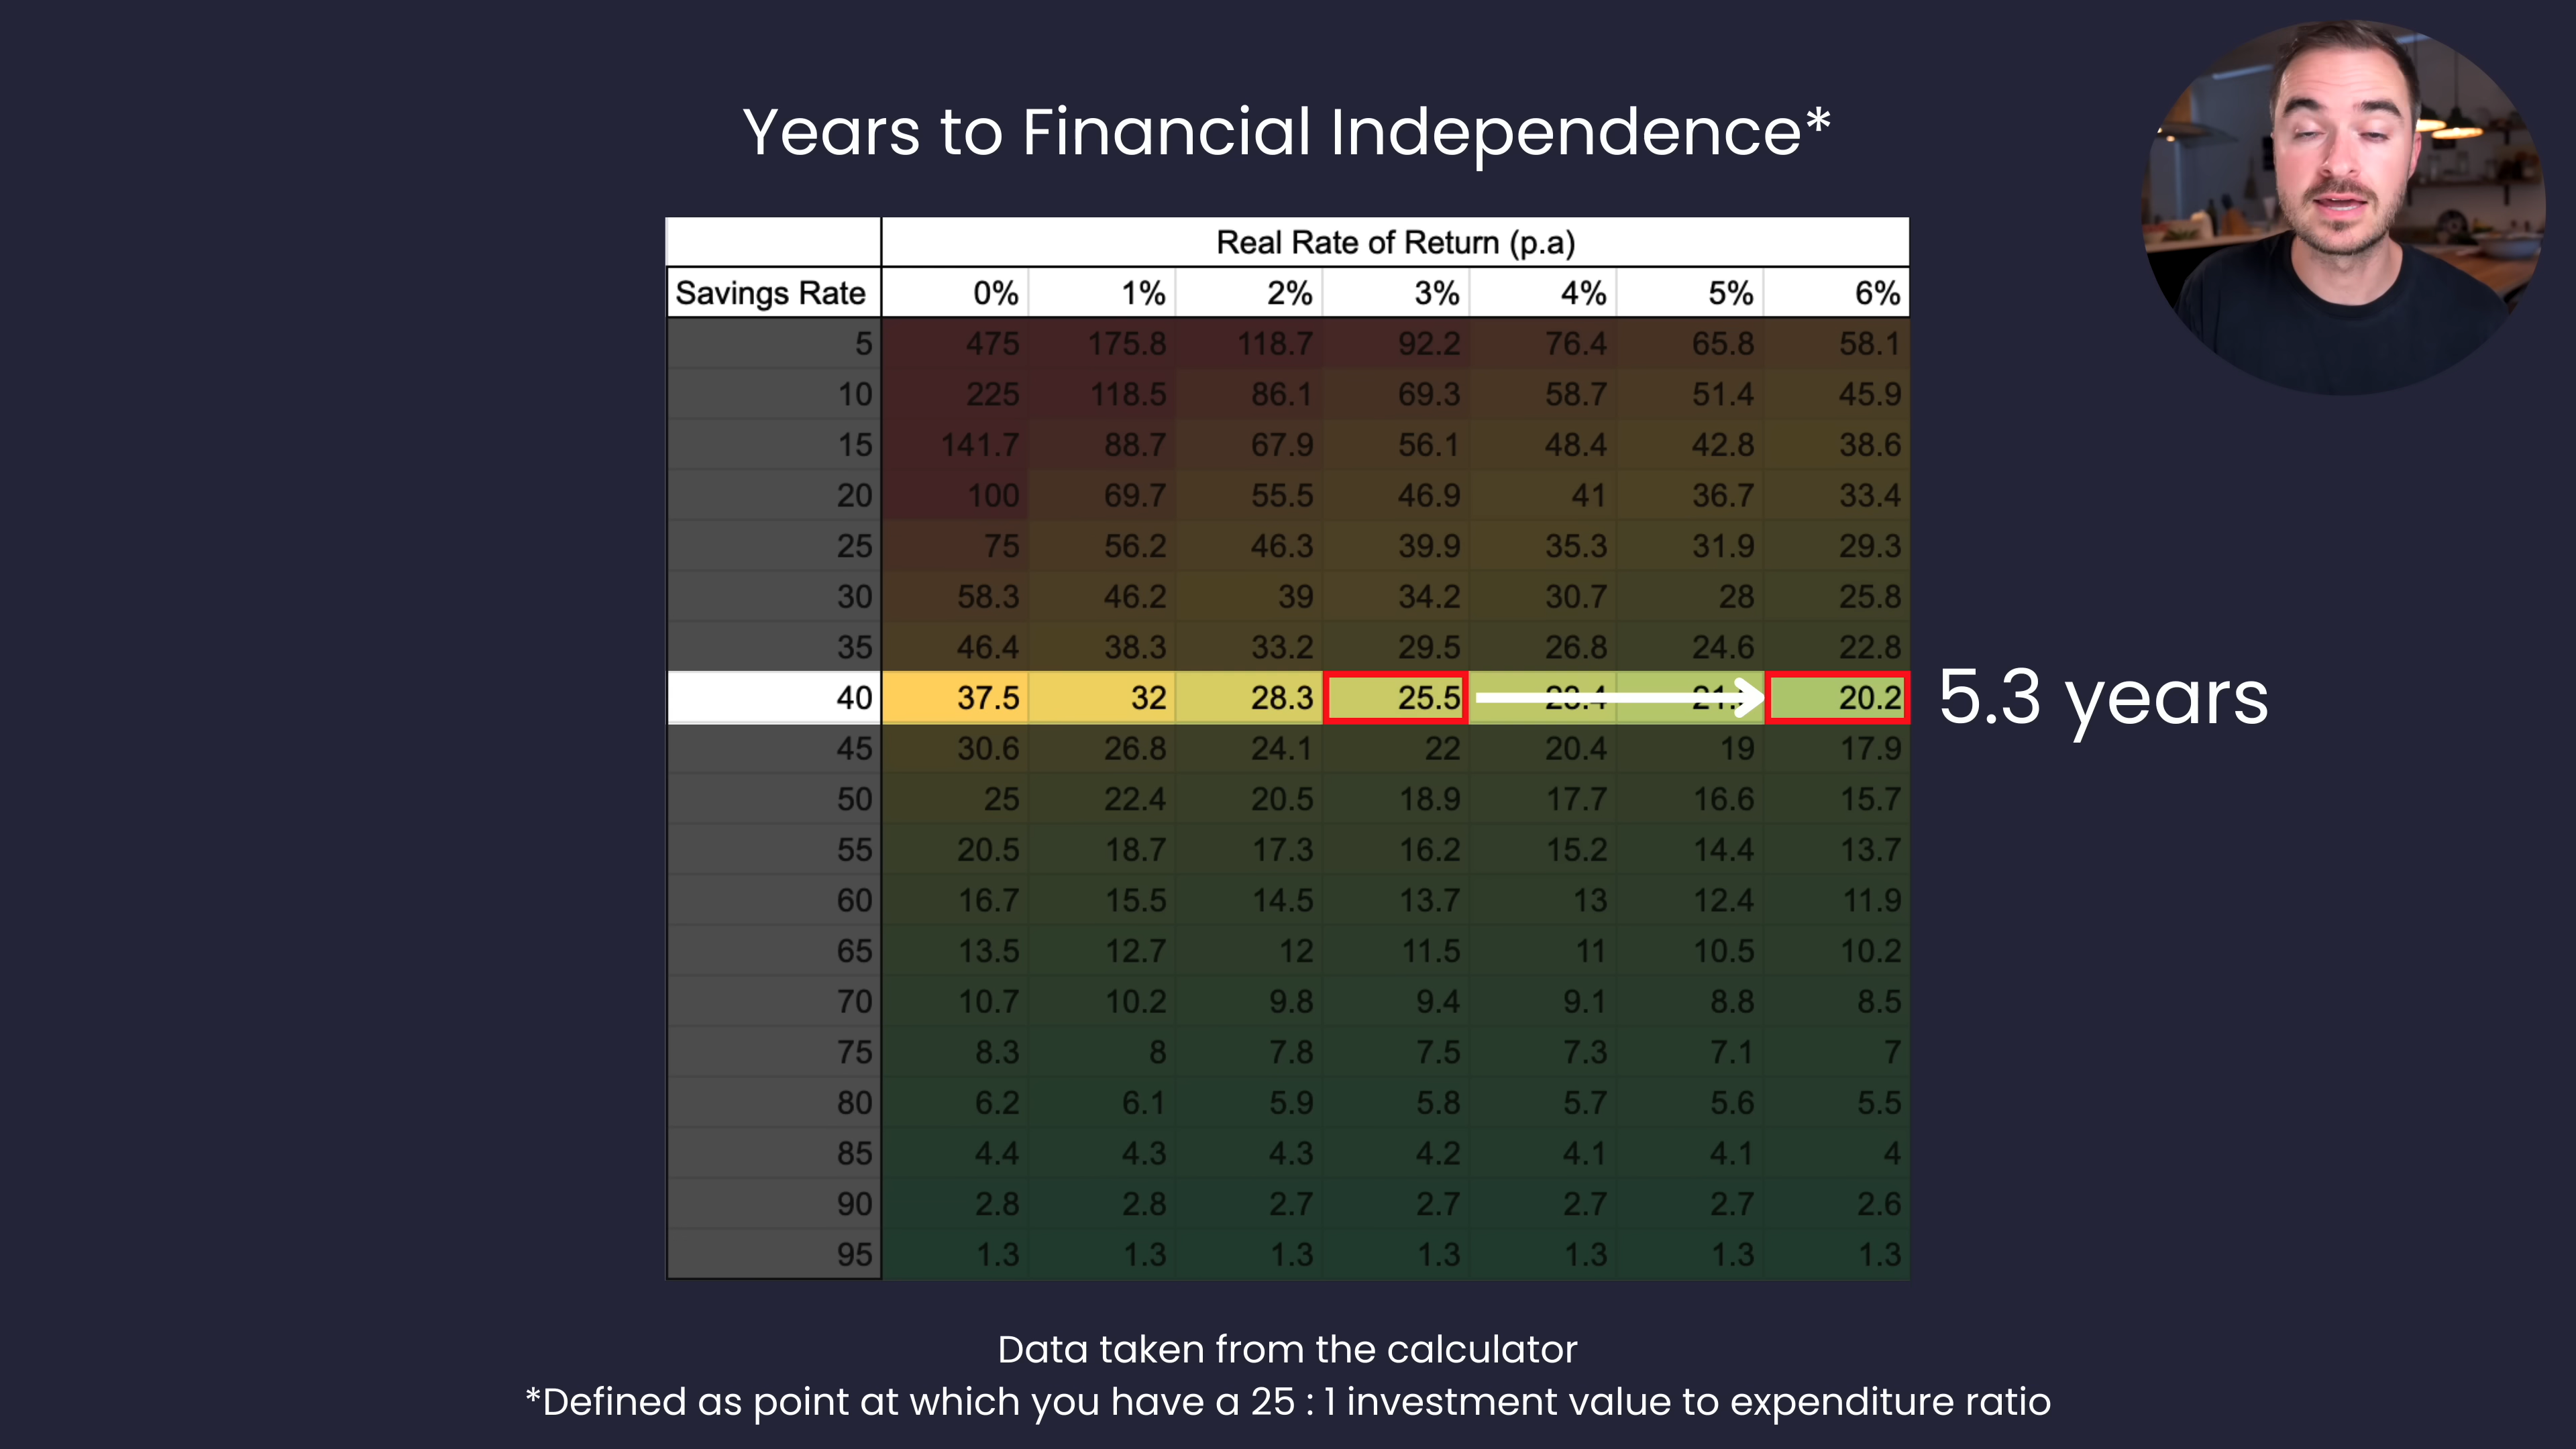 Years to Financial Independence*
Real Rate of Return (p.a)
Savings Rate 0% 1% 2% 3% 4% 5% 6%
5 475 175.8 118.7 92.2 76.4 65.8 58.1
10 225 118.5 86.1 69.3 58.7 51.4 45.9
15 141.7 88.7 67.9 56.1 48.4 42.8 38.6
20 100 69.7 55.5 46.9 41 36.7 33.4
25 75 56.2 46.3 39.9 35.3 31.9 29.3
30 58.3 46.2 39 34.2 30.7 28 25.8
35 46.4 38.3 33.2 29.5 26.8 24.6 22.8
40 37.5 32 28.3 25.5 23.4 20.2 5.3 years
45 30.6 26.8 24.1 22 20.4 19 17.9
50 25 22.4 20.5 18.9 17.7 16.6 15.7
55 20.5 18.7 17.3 16.2 15.2 14.4 13.7
60 16.7 15.5 14.5 13.7 13 12.4 11.9
65 13.5 12.7 12 11.5 11 10.5 10.2
70 10.7 10.2 9.8 9.4 9.1 8.8 8.5
75 8.3 8 7.8 7.5 7.3 7.1 7
80 6.2 6.1 5.9 5.8 5.7 5.6 5.5
85 4.4 4.3 4.3 4.2 4.1 4.1 4
90 2.8 2.8 2.7 2.7 2.7 2.7 2.6
95 1.3 1.3 1.3 1.3 1.3 1.3 1.3
Data taken from the calculator
*Defined as point at which you have a 25 : 1 investment value to expenditure ratio